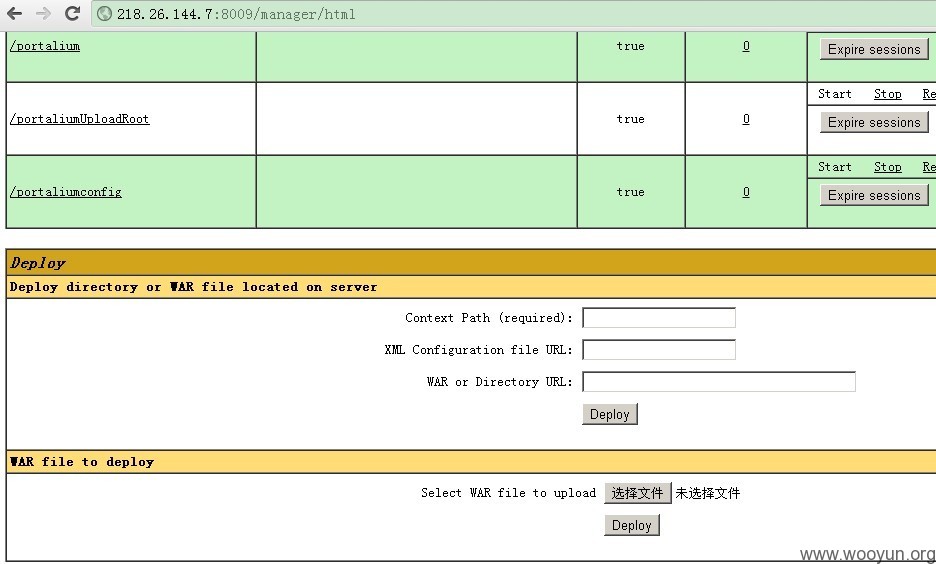 218.26.144.7:8009/manager/html
/portalium true 0 Expire sessions
Start Stop
/portaliumUploadRoot true 0 Expire sessions
Start Stop
/portaliumconfig true 0 Expire sessions
Deploy
Deploy directory or WAR file located on server
Context Path (required):
XML Configuration file URL:
WAR or Directory URL:
Deploy
WAR file to deploy
Select WAR file to upload 选择文件 未选择文件
Deploy
www.wooyun.org